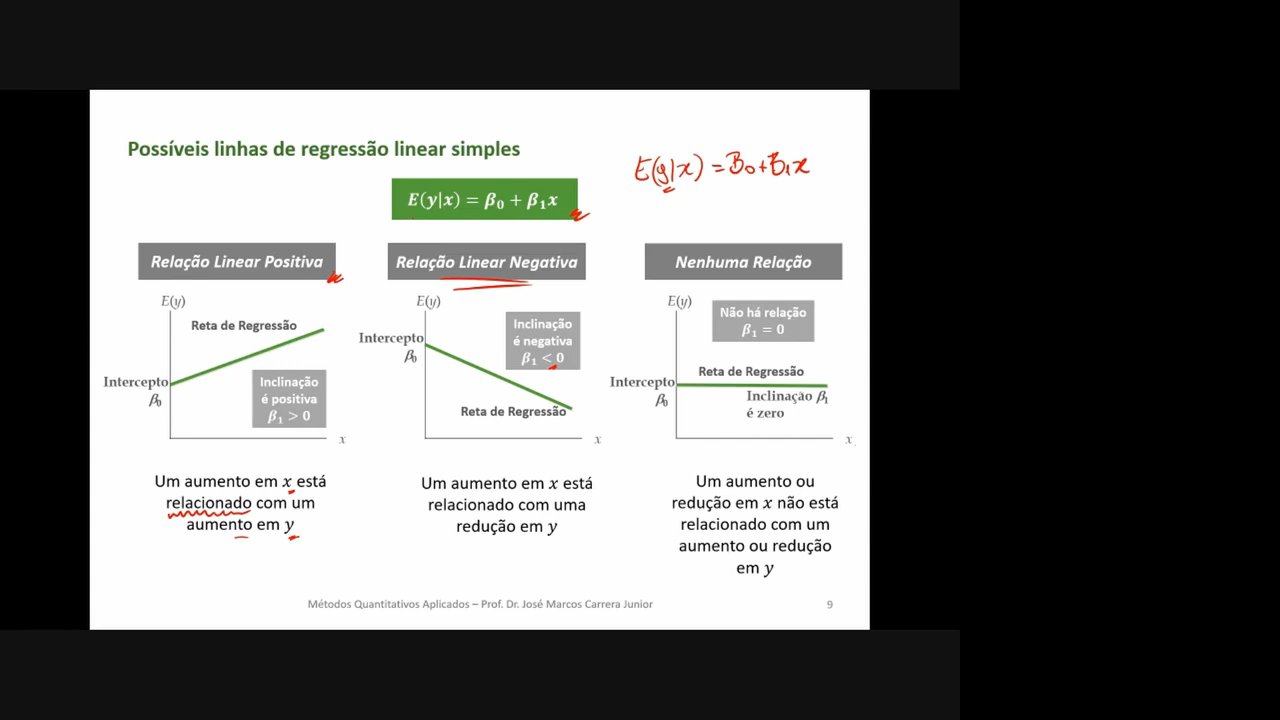 Possíveis linhas de regressão linear simples
E(y|x) = B₀+B₁x
E(y|x) = β₀ + β₁x
Relação Linear Positiva
Relação Linear Negativa
Nenhuma Relação
E(y)
Reta de Regressão
Intercepto
β₀
Inclinação
é positiva
β₁ > 0
x
E(y)
Intercepto
β₀
Inclinação
é negativa
β₁ < 0
Reta de Regressão
x
E(y)
Não há relação
β₁ = 0
Reta de Regressão
Intercepto
β₀
Inclinação β₁
é zero
x
Um aumento em x está
relacionado com um
aumento em y
Um aumento em x está
relacionado com uma
redução em y
Um aumento ou
redução em x não está
relacionado com um
aumento ou redução
em y
Métodos Quantitativos Aplicados – Prof. Dr. José Marcos Carrera Junior
9